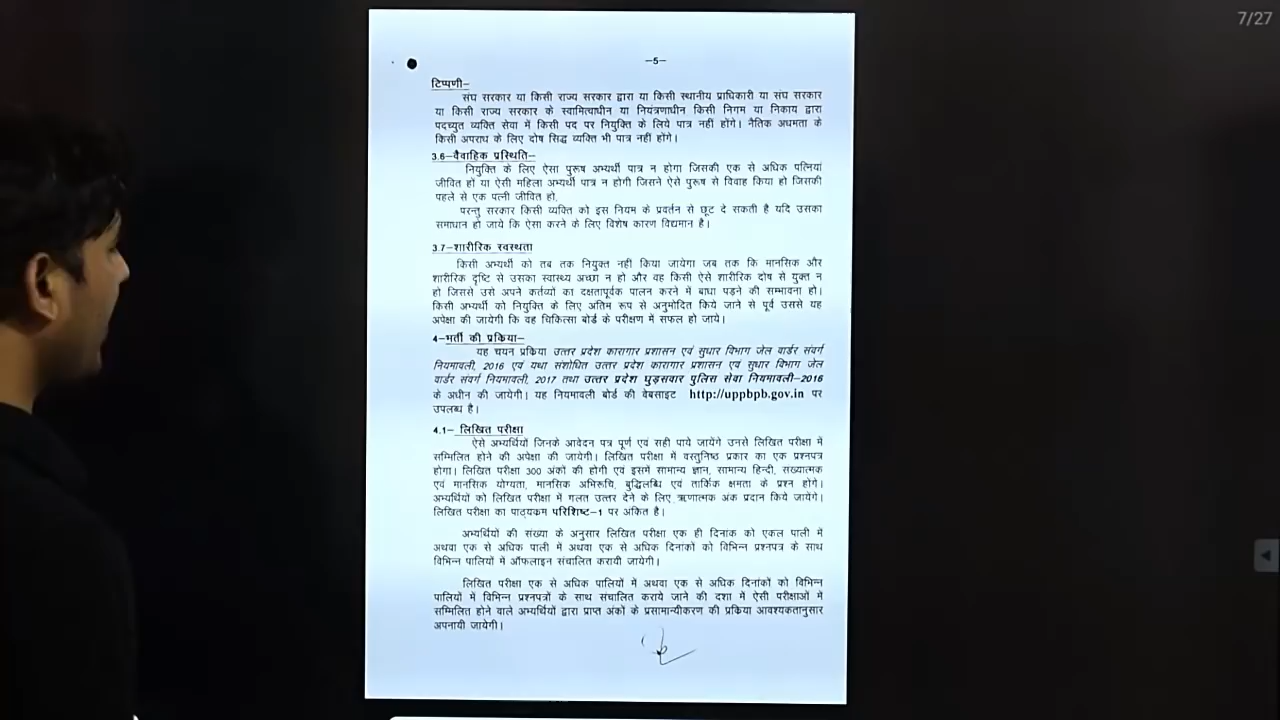 7/27
–5–
टिप्पणी–
संघ सरकार या किसी राज्य सरकार द्वारा या किसी स्थानीय प्राधिकारी या संघ सरकार
या किसी राज्य सरकार के स्वामित्वाधीन या नियंत्रणाधीन किसी निगम या निकाय द्वारा
पदच्युत व्यक्ति सेवा में किसी पद पर नियुक्ति के लिये पात्र नहीं होंगे। नैतिक अधमता के
किसी अपराध के लिए दोष सिद्ध व्यक्ति भी पात्र नहीं होंगे।
3.6–वैवाहिक प्रस्थिति–
नियुक्ति के लिए ऐसा पुरूष अभ्यर्थी पात्र न होगा जिसकी एक से अधिक पत्नियां
जीवित हो या ऐसी महिला अभ्यर्थी पात्र न होगी जिसने ऐसे पुरूष से विवाह किया हो जिसकी
पहले से एक पत्नी जीवित हो,
परन्तु सरकार किसी व्यक्ति को इस नियम के प्रवर्तन से छूट दे सकती है यदि उसका
समाधान हो जाये कि ऐसा करने के लिए विशेष कारण विद्यमान है।
3.7–शारीरिक स्वस्थता
किसी अभ्यर्थी को तब तक नियुक्त नही किया जायेगा जब तक कि मानसिक और
शारीरिक दृष्टि से उसका स्वास्थ्य अच्छा न हो और वह किसी ऐसे शारीरिक दोष से युक्त न
हो जिससे उसे अपने कर्तव्यों का दक्षतापूर्वक पालन करने में बाधा पड़ने की सम्भावना हो।
किसी अभ्यर्थी को नियुक्ति के लिए अंतिम रूप से अनुमोदित किये जाने से पूर्व उससे यह
अपेक्षा की जायेगी कि वह चिकित्सा बोर्ड के परीक्षण में सफल हो जाये।
4–भर्ती की प्रकिया–
यह चयन प्रकिया उत्तर प्रदेश कारागार प्रशासन एवं सुधार विभाग जेल वार्डर संवर्ग
नियमावली, 2016 एवं यथा संशोधित उत्तर प्रदेश कारागार प्रशासन एवं सुधार विभाग जेल
वार्डर संवर्ग नियमावली, 2017 तथा उत्तर प्रदेश घुड़सवार पुलिस सेवा नियमावली–2016
के अधीन की जायेगी। यह नियमावली बोर्ड की वेबसाइट http://uppbpb.gov.in पर
उपलब्ध है।
4.1– लिखित परीक्षा
ऐसे अभ्यर्थियों जिनके आवेदन पत्र पूर्ण एवं सही पाये जायेंगे उनसे लिखित परीक्षा में
सम्मिलित होने की अपेक्षा की जायेगी। लिखित परीक्षा में वस्तुनिष्ठ प्रकार का एक प्रश्नपत्र
होगा। लिखित परीक्षा 300 अंकों की होगी एवं इसमें सामान्य ज्ञान, सामान्य हिन्दी, संख्यात्मक
एवं मानसिक योग्यता, मानसिक अभिरूचि, बुद्धिलब्धि एवं तार्किक क्षमता के प्रश्न होंगे।
अभ्यर्थियों को लिखित परीक्षा में गलत उत्तर देने के लिए ऋणात्मक अंक प्रदान किये जायेंगे।
लिखित परीक्षा का पाठ्यकम परिशिष्ट–1 पर अंकित है।
अभ्यर्थियों की संख्या के अनुसार लिखित परीक्षा एक ही दिनांक को एकल पाली में
अथवा एक से अधिक पाली में अथवा एक से अधिक दिनांकों को विभिन्न प्रश्नपत्र के साथ
विभिन्न पालियों में ऑफलाइन संचालित करायी जायेगी।
लिखित परीक्षा एक से अधिक पालियों में अथवा एक से अधिक दिनांकों को विभिन्न
पालियों में विभिन्न प्रश्नपत्रों के साथ संचालित कराये जाने की दशा में ऐसी परीक्षाओं में
सम्मिलित होने वाले अभ्यर्थियों द्वारा प्राप्त अंकों के प्रसामान्यीकरण की प्रकिया आवश्यकतानुसार
अपनायी जायेगी।